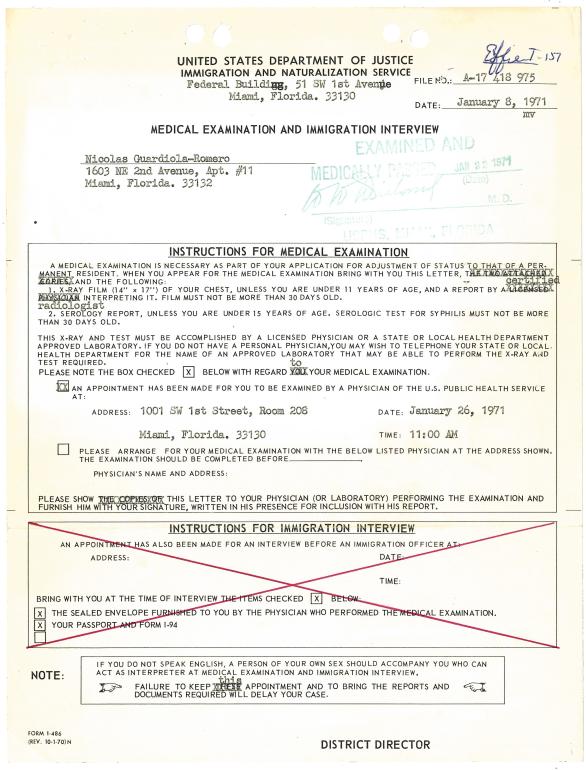 Effie I-151
UNITED STATES DEPARTMENT OF JUSTICE
IMMIGRATION AND NATURALIZATION SERVICE
Federal Building, 51 SW 1st Avenue
Miami, Florida. 33130
FILE NO.: A-17 418 975
DATE: January 8, 1971
mv
MEDICAL EXAMINATION AND IMMIGRATION INTERVIEW
EXAMINED AND
MEDICALLY PASSED JAN 22 1971
(Date)
M. D.
(Signature)
USPHS, MIAMI, FLORIDA
Nicolas Guardiola-Romero
1603 NE 2nd Avenue, Apt. #11
Miami, Florida. 33132
INSTRUCTIONS FOR MEDICAL EXAMINATION
A MEDICAL EXAMINATION IS NECESSARY AS PART OF YOUR APPLICATION FOR ADJUSTMENT OF STATUS TO THAT OF A PER-
MANENT RESIDENT. WHEN YOU APPEAR FOR THE MEDICAL EXAMINATION BRING WITH YOU THIS LETTER, THE TWO ATTACHED
COPIES, AND THE FOLLOWING:
certified
1. X-RAY FILM (14" x 17") OF YOUR CHEST, UNLESS YOU ARE UNDER 11 YEARS OF AGE, AND A REPORT BY A LICENSED
PHYSICIAN INTERPRETING IT. FILM MUST NOT BE MORE THAN 30 DAYS OLD.
radiologist
2. SEROLOGY REPORT, UNLESS YOU ARE UNDER 15 YEARS OF AGE. SEROLOGIC TEST FOR SYPHILIS MUST NOT BE MORE
THAN 30 DAYS OLD.
THIS X-RAY AND TEST MUST BE ACCOMPLISHED BY A LICENSED PHYSICIAN OR A STATE OR LOCAL HEALTH DEPARTMENT
APPROVED LABORATORY. IF YOU DO NOT HAVE A PERSONAL PHYSICIAN, YOU MAY WISH TO TELEPHONE YOUR STATE OR LOCAL
HEALTH DEPARTMENT FOR THE NAME OF AN APPROVED LABORATORY THAT MAY BE ABLE TO PERFORM THE X-RAY AND
TEST REQUIRED.
to
PLEASE NOTE THE BOX CHECKED X BELOW WITH REGARD YOU YOUR MEDICAL EXAMINATION.
XX AN APPOINTMENT HAS BEEN MADE FOR YOU TO BE EXAMINED BY A PHYSICIAN OF THE U.S. PUBLIC HEALTH SERVICE
AT:
ADDRESS: 1001 SW 1st Street, Room 208 DATE: January 26, 1971
Miami, Florida. 33130 TIME: 11:00 AM
PLEASE ARRANGE FOR YOUR MEDICAL EXAMINATION WITH THE BELOW LISTED PHYSICIAN AT THE ADDRESS SHOWN.
THE EXAMINATION SHOULD BE COMPLETED BEFORE
PHYSICIAN'S NAME AND ADDRESS:
PLEASE SHOW THE COPIES OF THIS LETTER TO YOUR PHYSICIAN (OR LABORATORY) PERFORMING THE EXAMINATION AND
FURNISH HIM WITH YOUR SIGNATURE, WRITTEN IN HIS PRESENCE FOR INCLUSION WITH HIS REPORT.
INSTRUCTIONS FOR IMMIGRATION INTERVIEW
AN APPOINTMENT HAS ALSO BEEN MADE FOR AN INTERVIEW BEFORE AN IMMIGRATION OFFICER AT:
ADDRESS: DATE:
TIME:
BRING WITH YOU AT THE TIME OF INTERVIEW THE ITEMS CHECKED X BELOW:
X THE SEALED ENVELOPE FURNISHED TO YOU BY THE PHYSICIAN WHO PERFORMED THE MEDICAL EXAMINATION.
X YOUR PASSPORT AND FORM I-94
NOTE:
IF YOU DO NOT SPEAK ENGLISH, A PERSON OF YOUR OWN SEX SHOULD ACCOMPANY YOU WHO CAN
ACT AS INTERPRETER AT MEDICAL EXAMINATION AND IMMIGRATION INTERVIEW.
this
FAILURE TO KEEP THESE APPOINTMENT AND TO BRING THE REPORTS AND
DOCUMENTS REQUIRED WILL DELAY YOUR CASE.
FORM I-486
(REV. 10-1-70)N
DISTRICT DIRECTOR